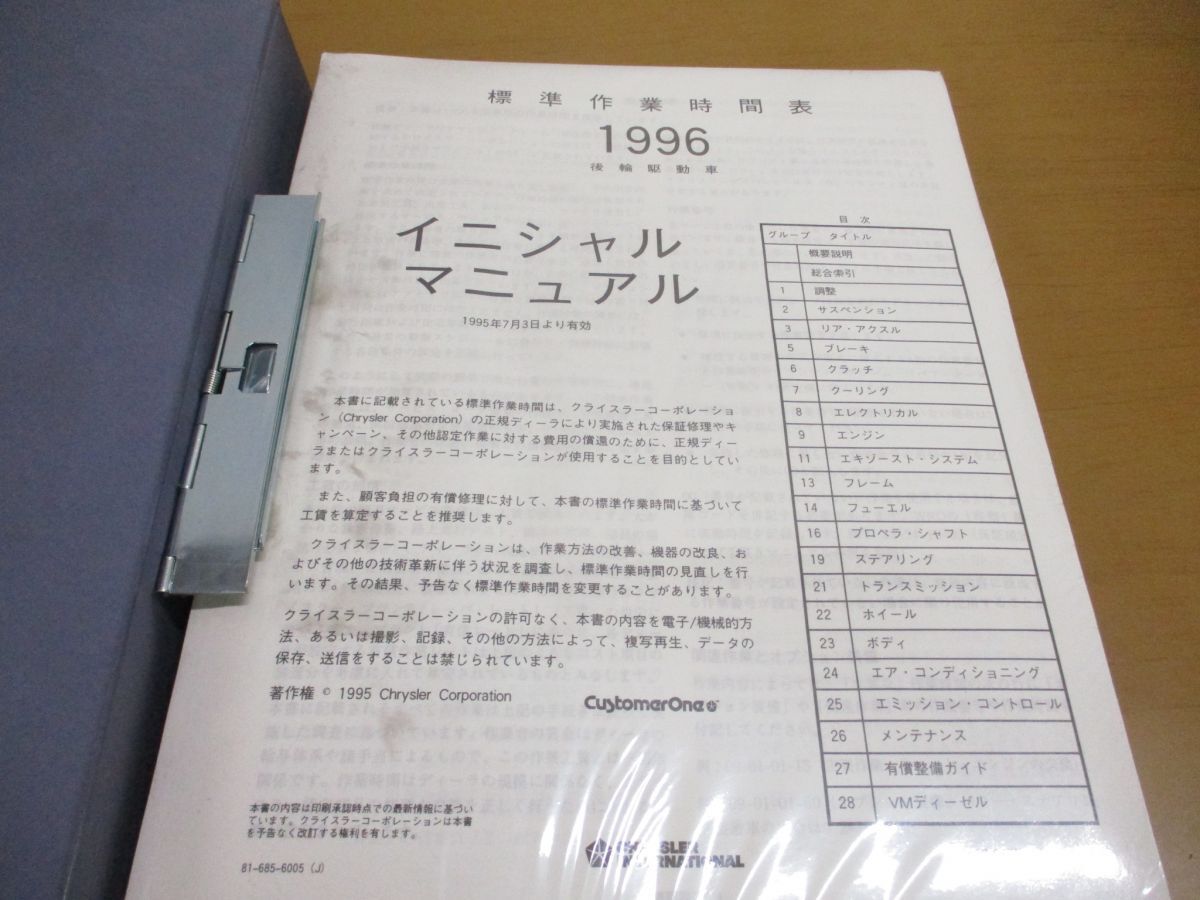 標準作業時間表
1996
後輪駆動車
イニシャル
マニュアル
1995年7月3日より有効
本書に記載されている標準作業時間は、クライスラーコーポレーショ
ン（Chrysler Corporation）の正規ディーラにより実施された保証修理やキ
ャンペーン、その他認定作業に対する費用の償還のために、正規ディー
ラまたはクライスラーコーポレーションが使用することを目的としてい
ます。
また、顧客負担の有償修理に対して、本書の標準作業時間に基づいて
工賃を算定することを推奨します。
クライスラーコーポレーションは、作業方法の改善、機器の改良、お
よびその他の技術革新に伴う状況を調査し、標準作業時間の見直しを行
います。その結果、予告なく標準作業時間を変更することがあります。
クライスラーコーポレーションの許可なく、本書の内容を電子/機械的方
法、あるいは撮影、記録、その他の方法によって、複写再生、データの
保存、送信をすることは禁じられています。
著作権 © 1995 Chrysler Corporation
CustomerOne
本書の内容は印刷承認時点での最新情報に基づい
ています。クライスラーコーポレーションは本書
を予告なく改訂する権利を有します。
81-685-6005 (J)
CHRYSLER
INTERNATIONAL
目 次
グループ タイトル
概要説明
総合索引
1 調整
2 サスペンション
3 リア・アクスル
5 ブレーキ
6 クラッチ
7 クーリング
8 エレクトリカル
9 エンジン
11 エキゾースト・システム
13 フレーム
14 フューエル
16 プロペラ・シャフト
19 ステアリング
21 トランスミッション
22 ホイール
23 ボディ
24 エア・コンディショニング
25 エミッション・コントロール
26 メンテナンス
27 有償整備ガイド
28 VMディーゼル